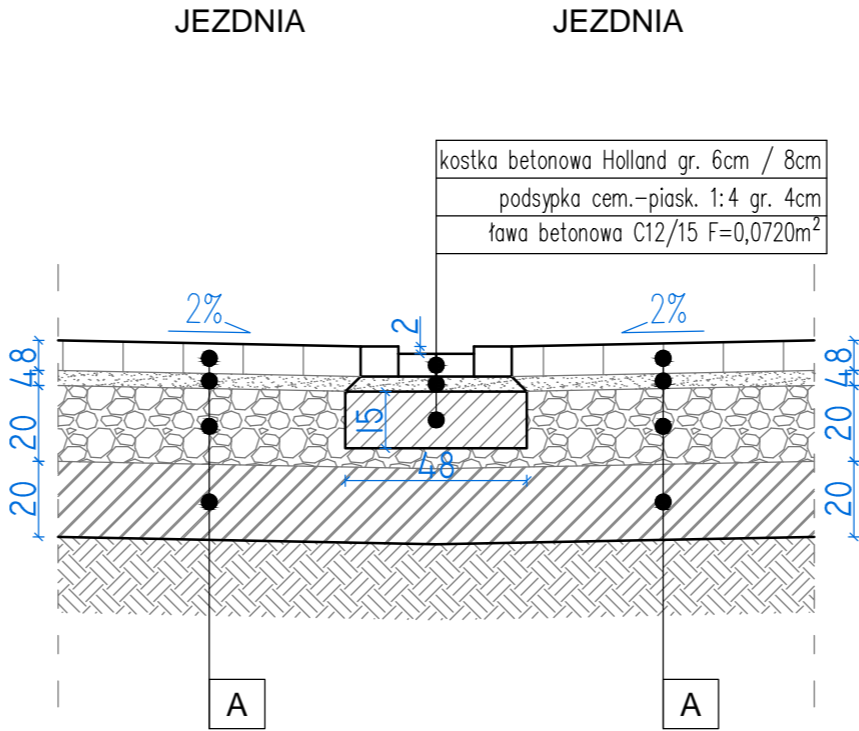 JEZDNIA JEZDNIA
kostka betonowa Holland gr. 6cm / 8cm
podsypka cem.-piask. 1:4 gr. 4cm
ława betonowa C12/15 F=0,0720m²
2% 2 2%
8 8
4 4
20 15 20
48
20 20
A A